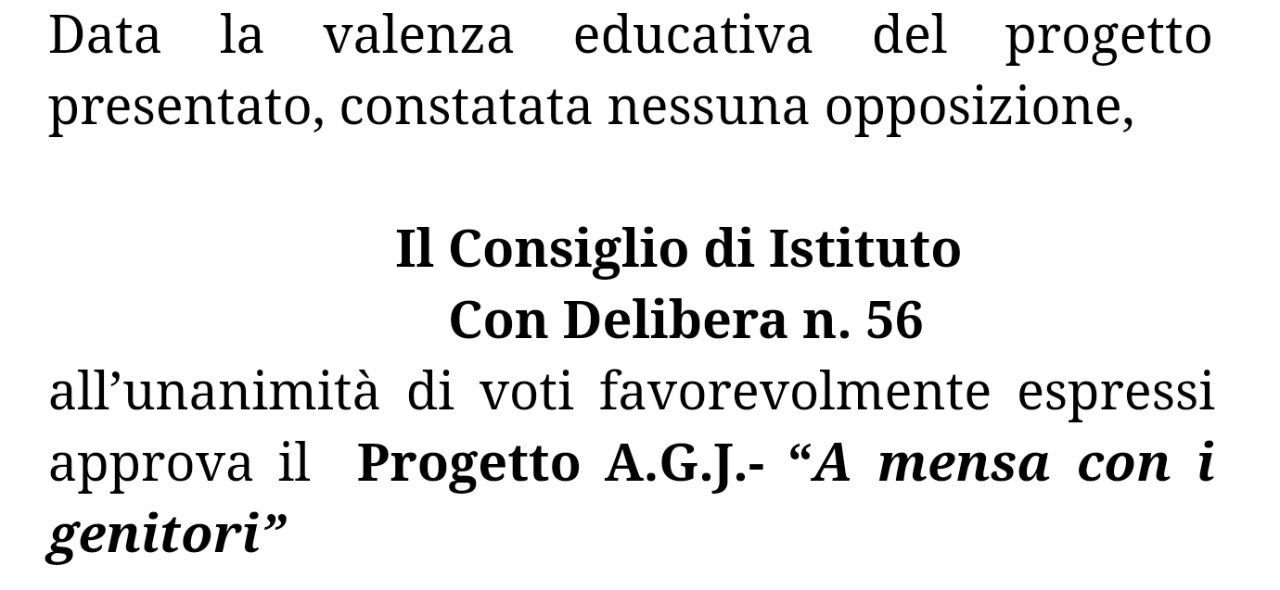 Data la valenza educativa del progetto
presentato, constatata nessuna opposizione,
Il Consiglio di Istituto
Con Delibera n. 56
all’unanimità di voti favorevolmente espressi
approva il Progetto A.G.J.- “A mensa con i
genitori”